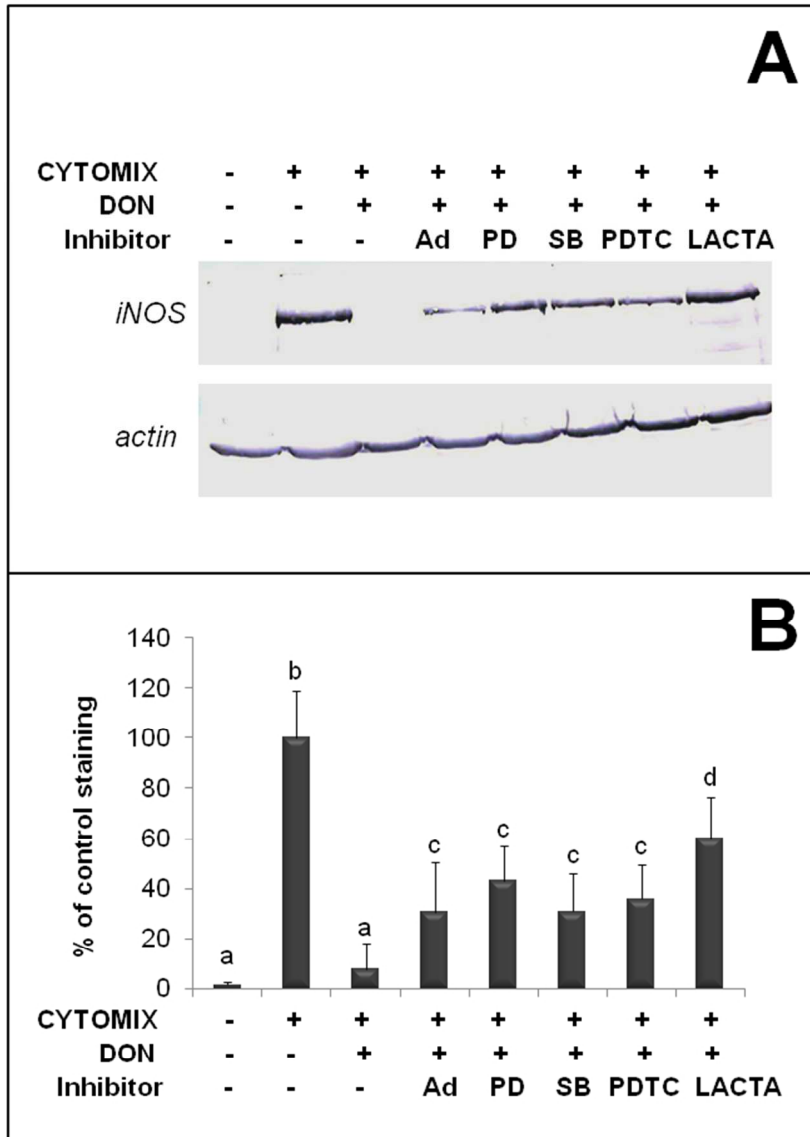 A
CYTOMIX - + + + + + + +
DON - - + + + + + +
Inhibitor - - - Ad PD SB PDTC LACTA
iNOS
actin
B
140
120
100
80
60
40
20
0
% of control staining
a b a c c c c d
CYTOMIX - + + + + + + +
DON - - + + + + + +
Inhibitor - - - Ad PD SB PDTC LACTA